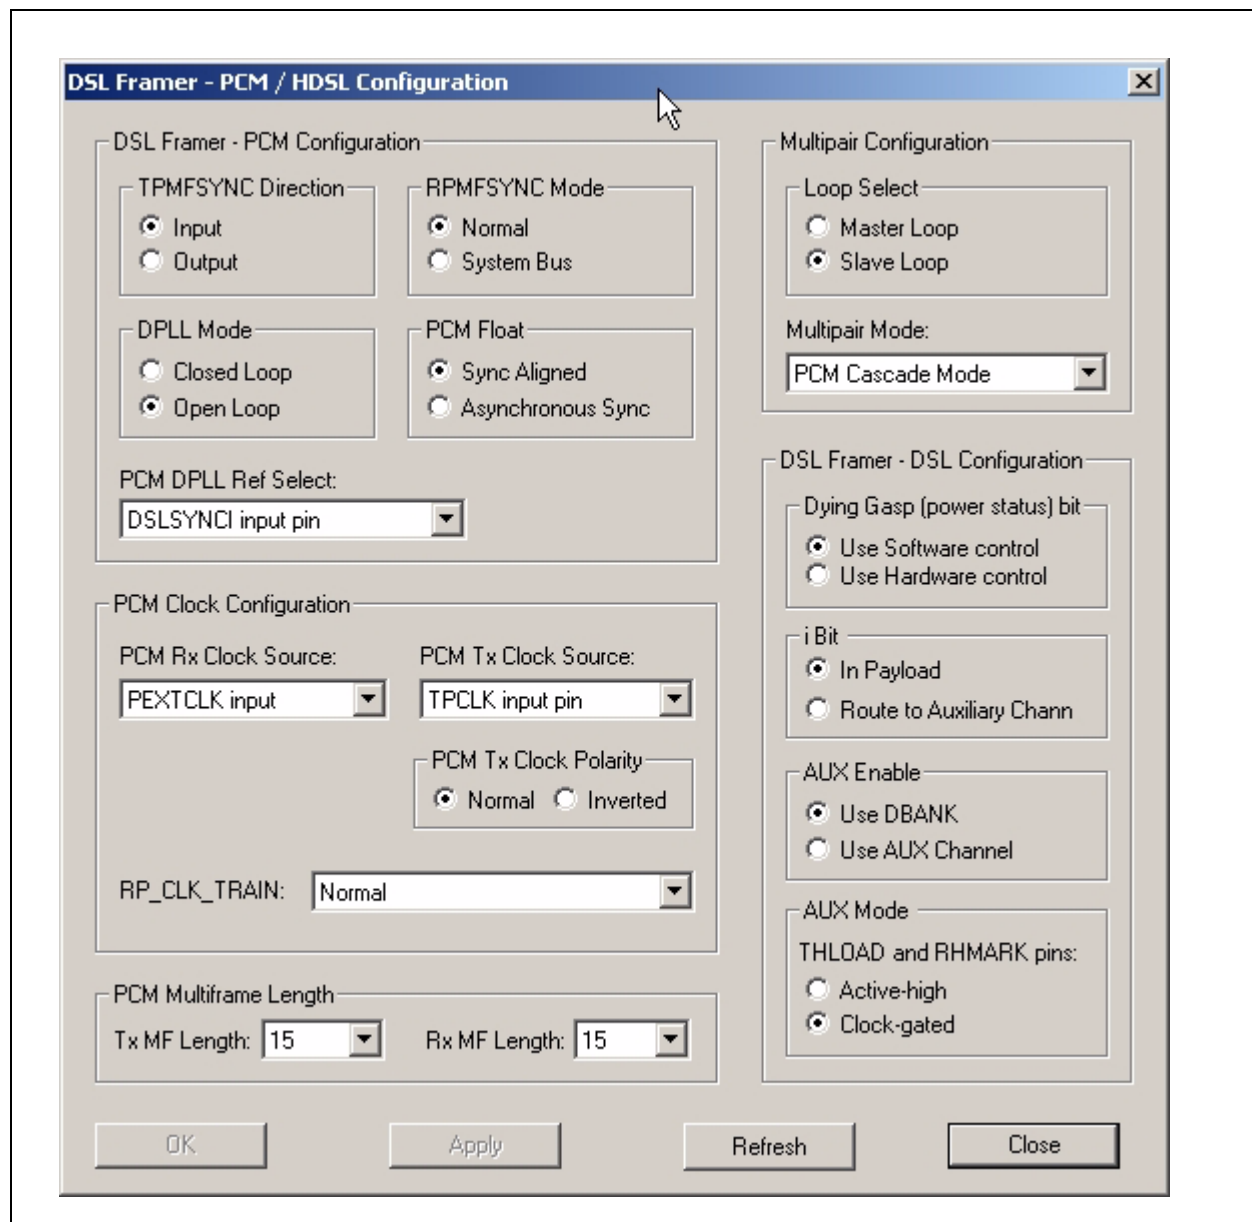 DSL Framer - PCM / HDSL Configuration
DSL Framer - PCM Configuration
TPMFSYNC Direction
Input
Output
RPMFSYNC Mode
Normal
System Bus
DPLL Mode
Closed Loop
Open Loop
PCM Float
Sync Aligned
Asynchronous Sync
PCM DPLL Ref Select:
DSLSYNCI input pin
PCM Clock Configuration
PCM Rx Clock Source:
PEXTCLK input
PCM Tx Clock Source:
TPCLK input pin
PCM Tx Clock Polarity
Normal Inverted
RP_CLK_TRAIN: Normal
PCM Multiframe Length
Tx MF Length: 15 Rx MF Length: 15
Multipair Configuration
Loop Select
Master Loop
Slave Loop
Multipair Mode:
PCM Cascade Mode
DSL Framer - DSL Configuration
Dying Gasp (power status) bit
Use Software control
Use Hardware control
i Bit
In Payload
Route to Auxiliary Chann
AUX Enable
Use DBANK
Use AUX Channel
AUX Mode
THLOAD and RHMARK pins:
Active-high
Clock-gated
OK Apply Refresh Close